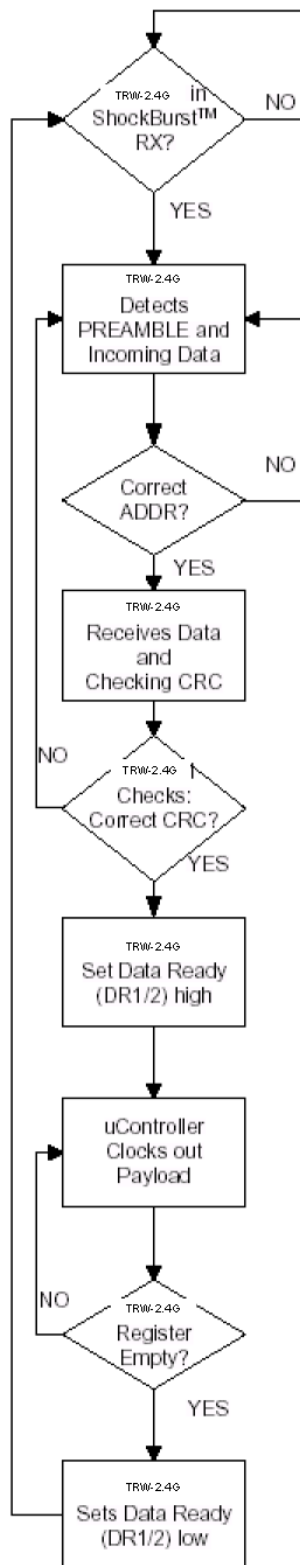 TRW-2.4G in
ShockBurst™
RX?
NO
YES
TRW-2.4G
Detects
PREAMBLE and
Incoming Data
NO
Correct
ADDR?
YES
TRW-2.4G
Receives Data
and
Checking CRC
NO
TRW-2.4G
Checks:
Correct CRC?
YES
TRW-2.4G
Set Data Ready
(DR1/2) high
uController
Clocks out
Payload
NO
TRW-2.4G
Register
Empty?
YES
TRW-2.4G
Sets Data Ready
(DR1/2) low